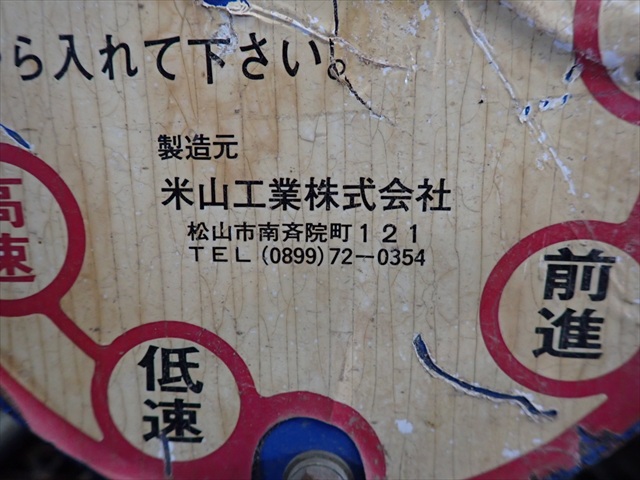 ら入れて下さい。
製造元
米山工業株式会社
松山市南斉院町121
TEL(0899)72-0354
高速
低速
前進